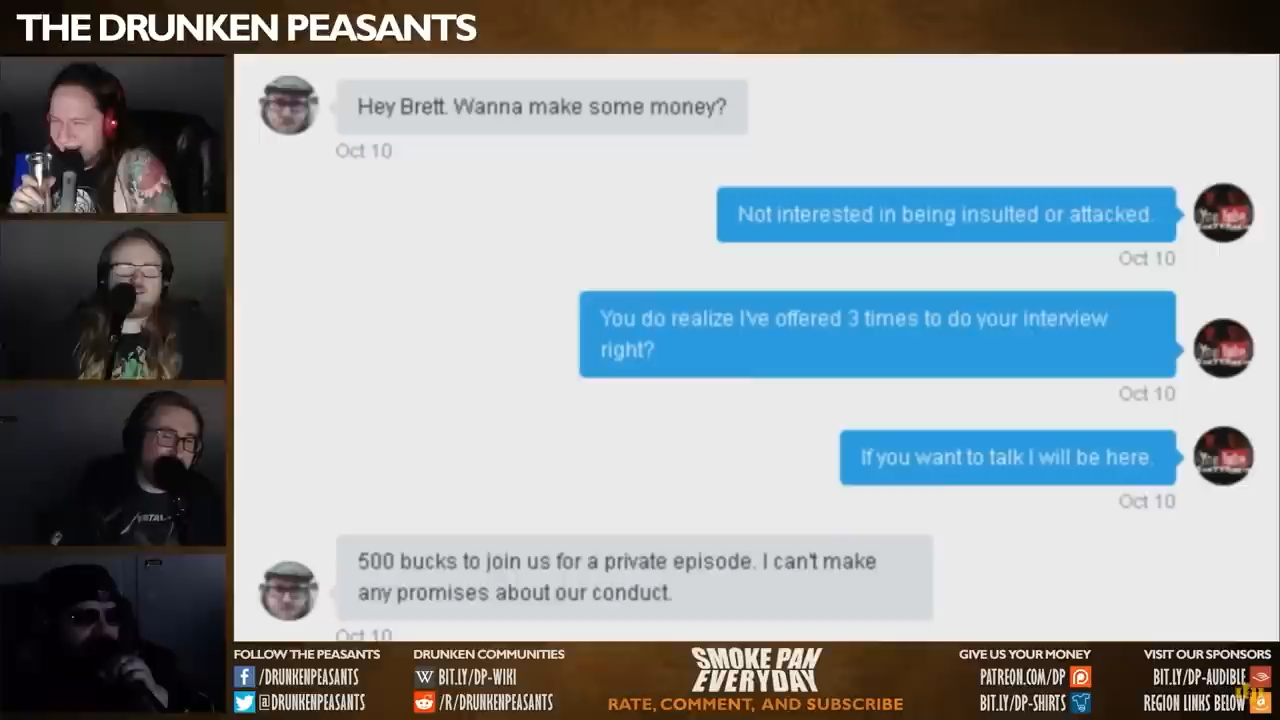 THE DRUNKEN PEASANTS
Hey Brett. Wanna make some money?
Oct 10
Not interested in being insulted or attacked.
Oct 10
You do realize I've offered 3 times to do your interview
right?
Oct 10
If you want to talk I will be here.
Oct 10
500 bucks to join us for a private episode. I can't make
any promises about our conduct.
Oct 10
FOLLOW THE PEASANTS
/DRUNKENPEASANTS
@DRUNKENPEASANTS
DRUNKEN COMMUNITIES
W BIT.LY/DP-WIKI
/R/DRUNKENPEASANTS
SMOKE PAN
EVERYDAY
RATE, COMMENT, AND SUBSCRIBE
GIVE US YOUR MONEY
PATREON.COM/DP
BIT.LY/DP-SHIRTS
VISIT OUR SPONSORS
BIT.LY/DP-AUDIBLE
REGION LINKS BELOW